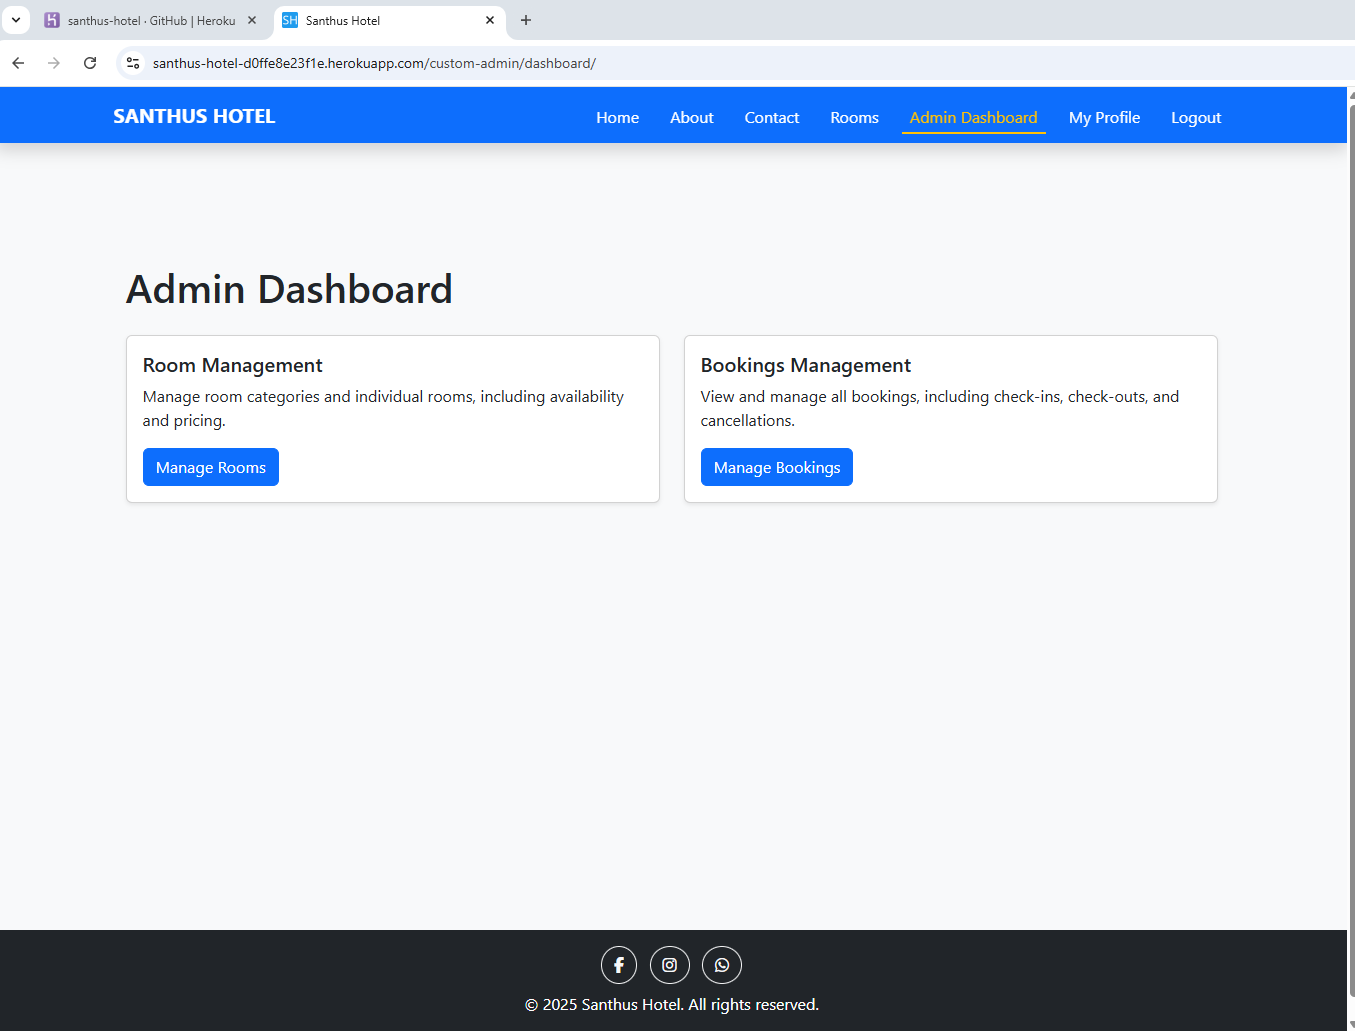 santhus-hotel · GitHub | Heroku
SH Santhus Hotel
santhus-hotel-d0ffe8e23f1e.herokuapp.com/custom-admin/dashboard/
SANTHUS HOTEL
Home About Contact Rooms Admin Dashboard My Profile Logout
Admin Dashboard
Room Management
Manage room categories and individual rooms, including availability
and pricing.
Manage Rooms
Bookings Management
View and manage all bookings, including check-ins, check-outs, and
cancellations.
Manage Bookings
© 2025 Santhus Hotel. All rights reserved.